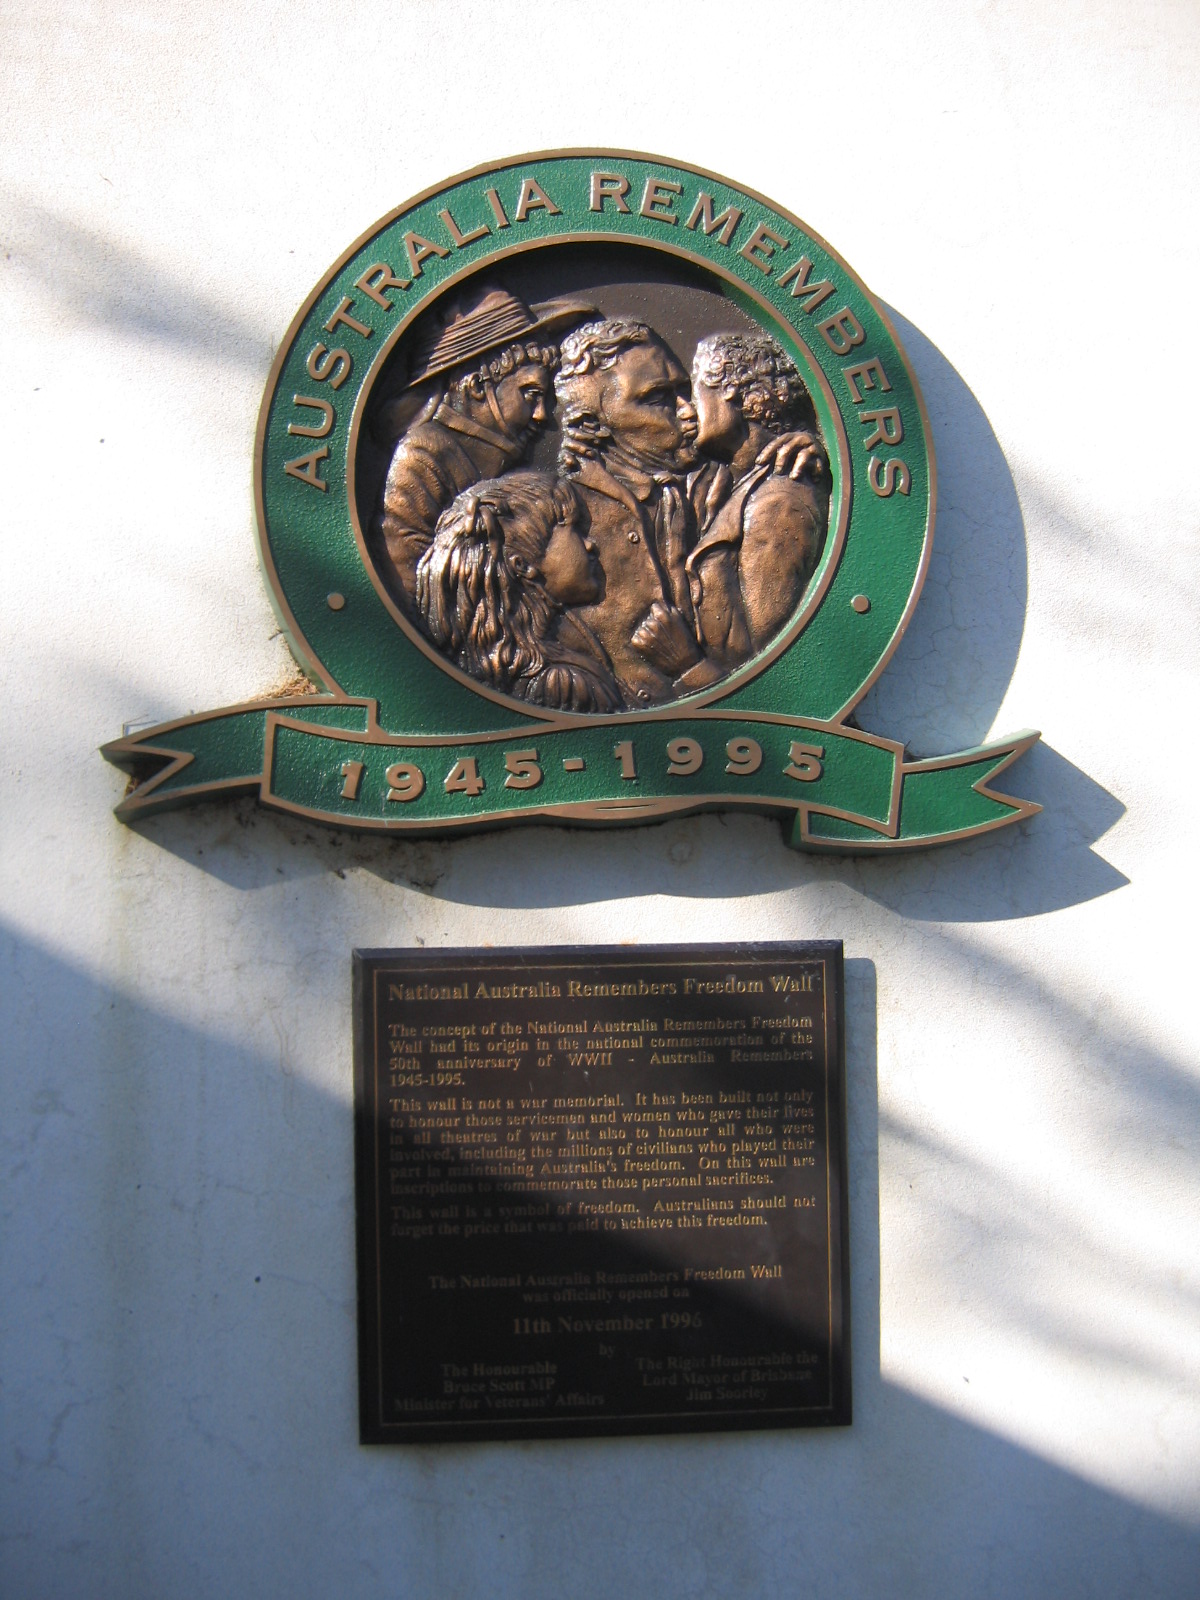 AUSTRALIA REMEMBERS
1945-1995
National Australia Remembers Freedom Wall
The concept of the National Australia Remembers Freedom
Wall had its origin in the national commemoration of the
50th anniversary of WWII - Australia Remembers
1945-1995.
This wall is not a war memorial. It has been built not only
to honour those servicemen and women who gave their lives
in all theatres of war but also to honour all who were
involved, including the millions of civilians who played their
part in maintaining Australia's freedom. On this wall are
inscriptions to commemorate those personal sacrifices.
This wall is a symbol of freedom. Australians should not
forget the price that was paid to achieve this freedom.
The National Australia Remembers Freedom Wall
was officially opened on
11th November 1996
by
The Honourable
Bruce Scott MP
Minister for Veterans' Affairs
The Right Honourable the
Lord Mayor of Brisbane
Jim Soorley